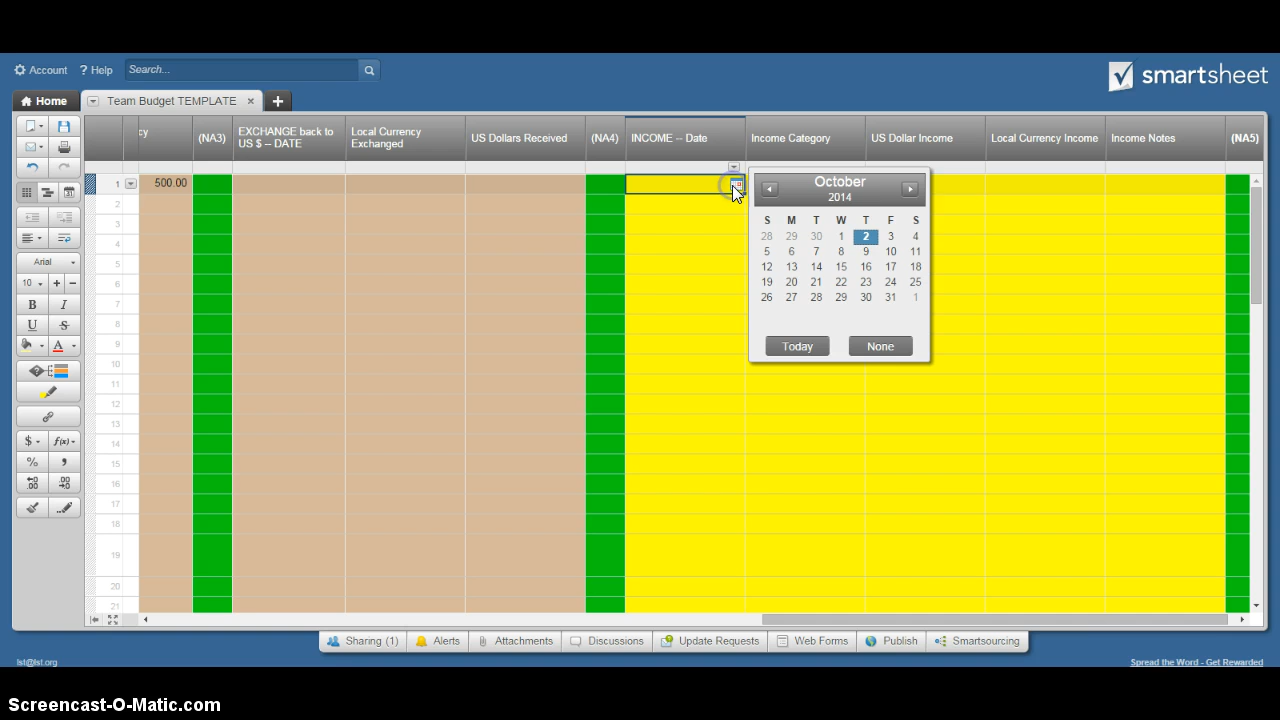 Account
? Help
Search...
smartsheet
Home
Team Budget TEMPLATE ×
+
cy
(NA3)
EXCHANGE back to
US $ -- DATE
Local Currency
Exchanged
US Dollars Received
(NA4)
INCOME -- Date
Income Category
US Dollar Income
Local Currency Income
Income Notes
(NA5)
1
500.00
2
3
4
5
6
7
8
9
10
11
12
13
14
15
16
17
18
19
20
21
October
2014
S M T W T F S
28 29 30 1 2 3 4
5 6 7 8 9 10 11
12 13 14 15 16 17 18
19 20 21 22 23 24 25
26 27 28 29 30 31 1
Today
None
Arial
10 + −
B I
U S
A
$ f(x)
% ,
.00 .00
Sharing (1)
Alerts
Attachments
Discussions
Update Requests
Web Forms
Publish
Smartsourcing
lst@lst.org
Spread the Word - Get Rewarded
Screencast-O-Matic.com